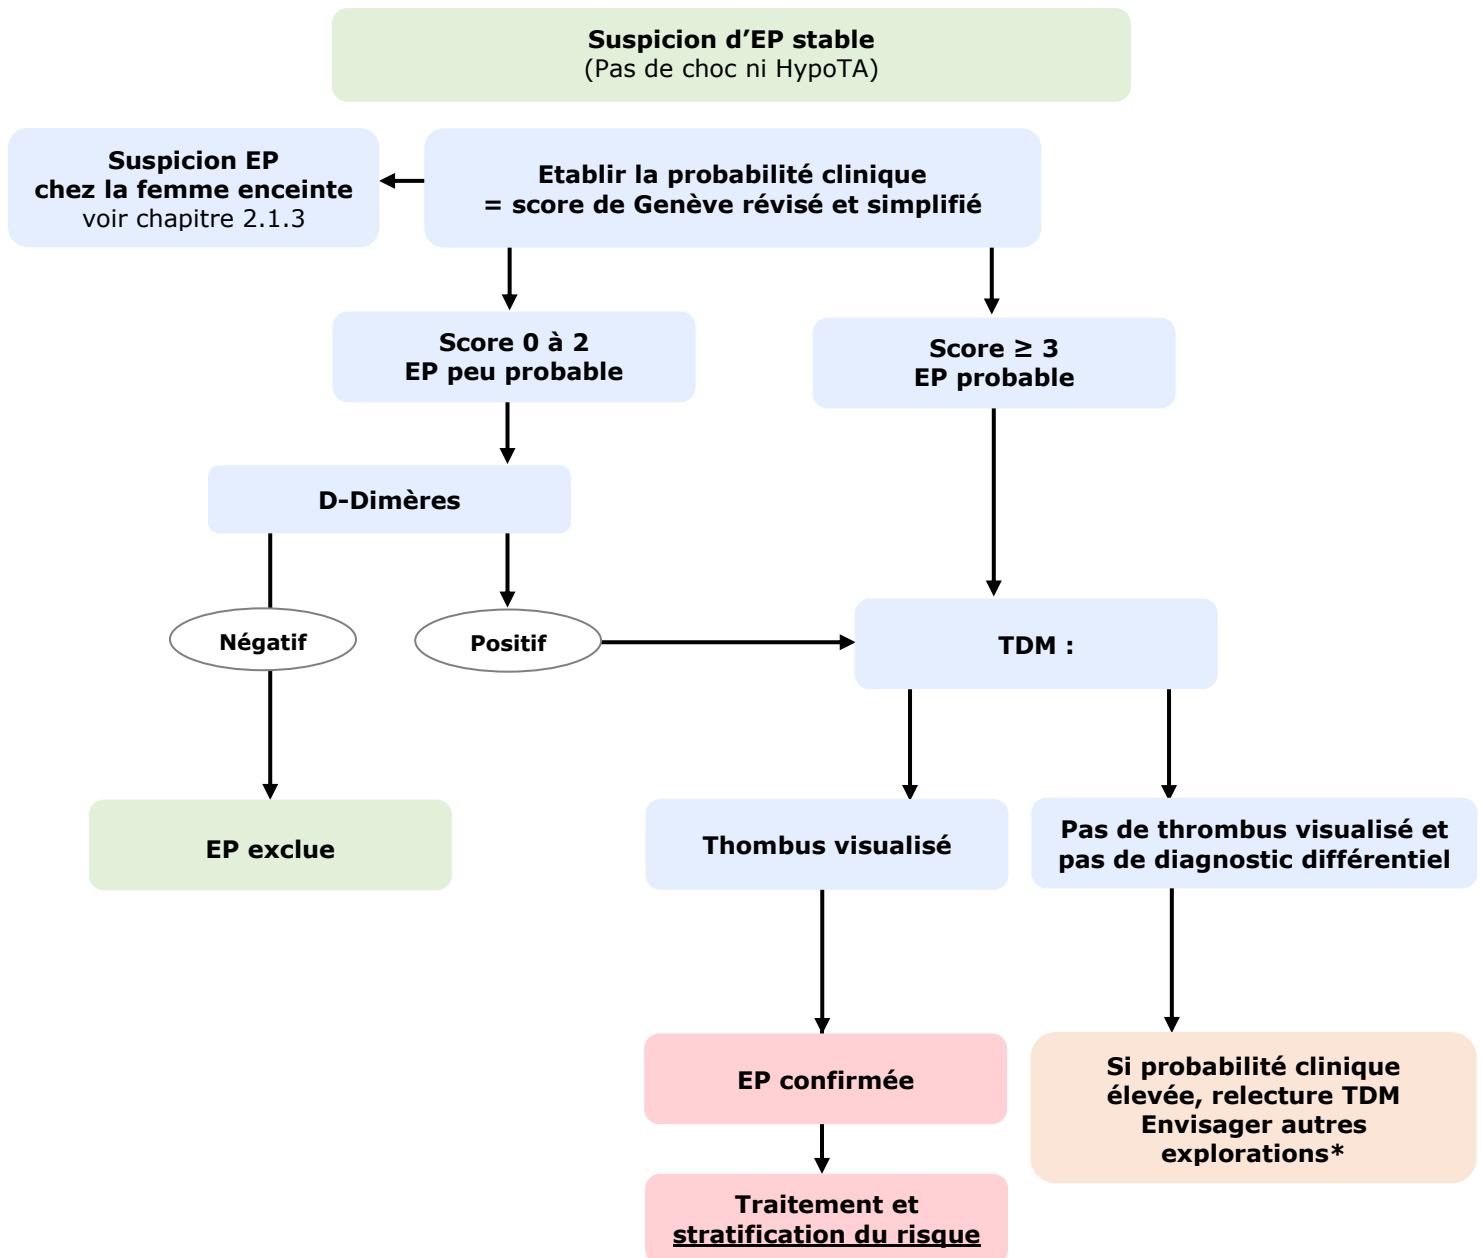 Suspicion d’EP stable
(Pas de choc ni HypoTA)
Suspicion EP
chez la femme enceinte
voir chapitre 2.1.3
Etablir la probabilité clinique
= score de Genève révisé et simplifié
Score 0 à 2
EP peu probable
Score ≥ 3
EP probable
D-Dimères
Négatif
Positif
TDM :
EP exclue
Thombus visualisé
Pas de thrombus visualisé et
pas de diagnostic différentiel
EP confirmée
Si probabilité clinique
élevée, relecture TDM
Envisager autres
explorations*
Traitement et
stratification du risque